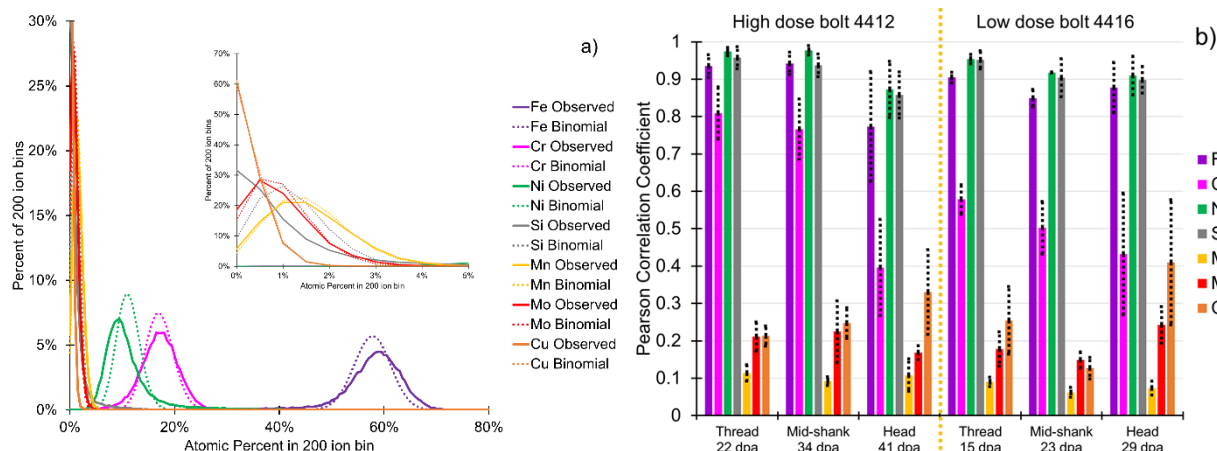 a)
30%
25%
20%
15%
10%
5%
0%
Percent of 200 ion bins
0%
20%
40%
60%
80%
Atomic Percent in 200 ion bin
70%
60%
50%
40%
30%
20%
10%
0%
Percent of 200 ion bins
0%
1%
2%
3%
4%
5%
6%
Atomic Percent in 200 ion bin
Fe Observed
Fe Binomial
Cr Observed
Cr Binomial
Ni Observed
Ni Binomial
Si Observed
Si Binomial
Mn Observed
Mn Binomial
Mo Observed
Mo Binomial
Cu Observed
Cu Binomial
High dose bolt 4412
Low dose bolt 4416
b)
Pearson Correlation Coefficient
1
0.9
0.8
0.7
0.6
0.5
0.4
0.3
0.2
0.1
0
Thread
22 dpa
Mid-shank
34 dpa
Head
41 dpa
Thread
15 dpa
Mid-shank
23 dpa
Head
29 dpa